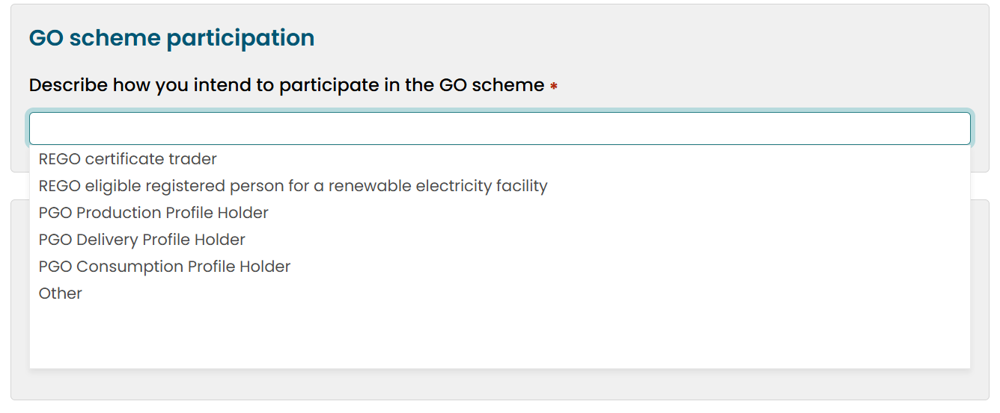 GO scheme participation
Describe how you intend to participate in the GO scheme *
REGO certificate trader
REGO eligible registered person for a renewable electricity facility
PGO Production Profile Holder
PGO Delivery Profile Holder
PGO Consumption Profile Holder
Other